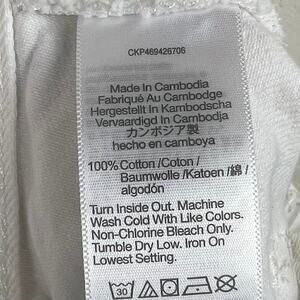 CKP469426706
Made In Cambodia
Fabriqué Au Cambodge
Hergestellt In Kambodscha
Vervaardigd In Cambodja
カンボジア製
hecho en camboya
100% Cotton /Coton /
Baumwolle /Katoen /綿 /
algodón
Turn Inside Out. Machine
Wash Cold With Like Colors.
Non-Chlorine Bleach Only.
Tumble Dry Low. Iron On
Lowest Setting.
30